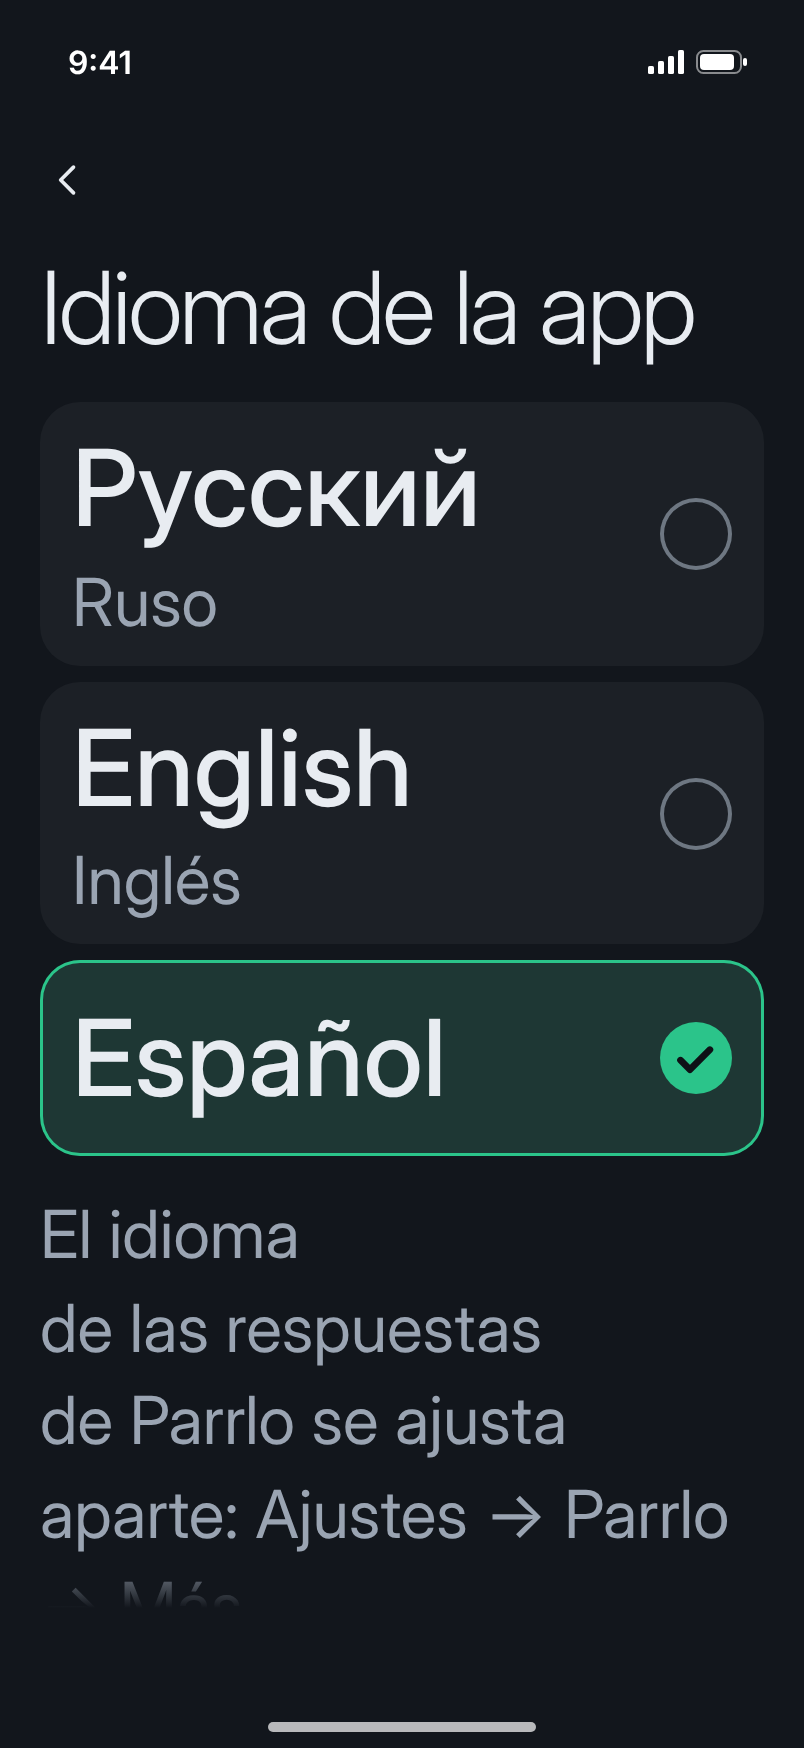 9:41
Idioma de la app
Русский
Ruso
English
Inglés
Español
El idioma
de las respuestas
de Parrlo se ajusta
aparte: Ajustes → Parrlo
→ Más